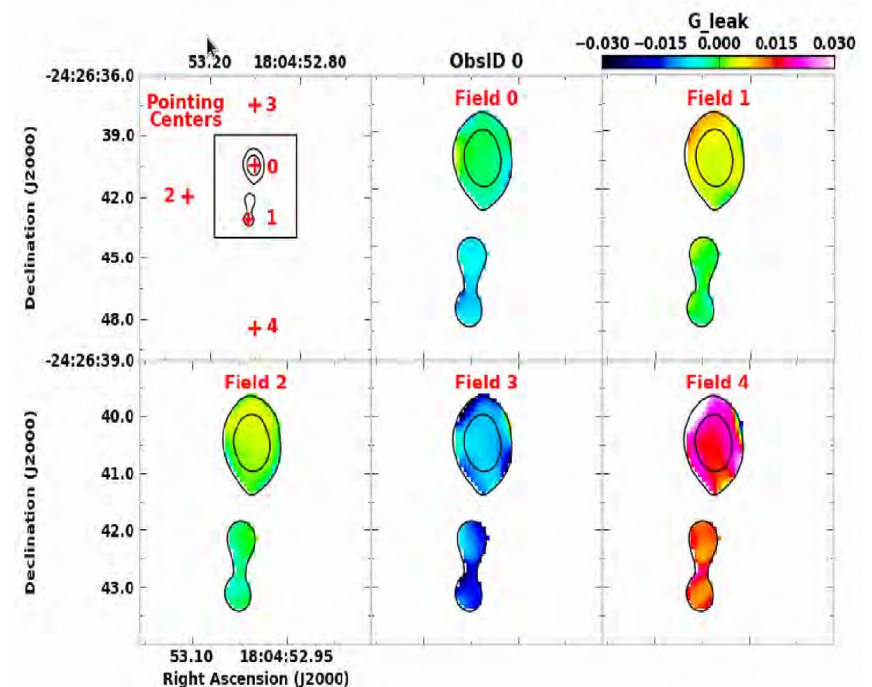 G_leak
−0.030 −0.015 0.000 0.015 0.030
53.20 18:04:52.80
ObsID 0
-24:26:36.0
39.0
42.0
45.0
48.0
Declination (J2000)
Pointing
Centers
3
0
2
1
4
Field 0
Field 1
-24:26:39.0
40.0
41.0
42.0
43.0
Declination (J2000)
Field 2
Field 3
Field 4
53.10 18:04:52.95
Right Ascension (J2000)